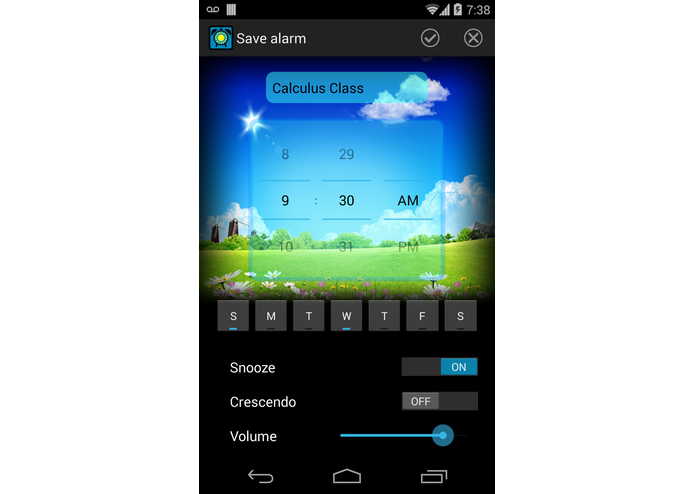 7:38
Save alarm
Calculus Class
8 29
9 : 30 AM
10 31 PM
S M T W T F S
Snooze ON
Crescendo OFF
Volume